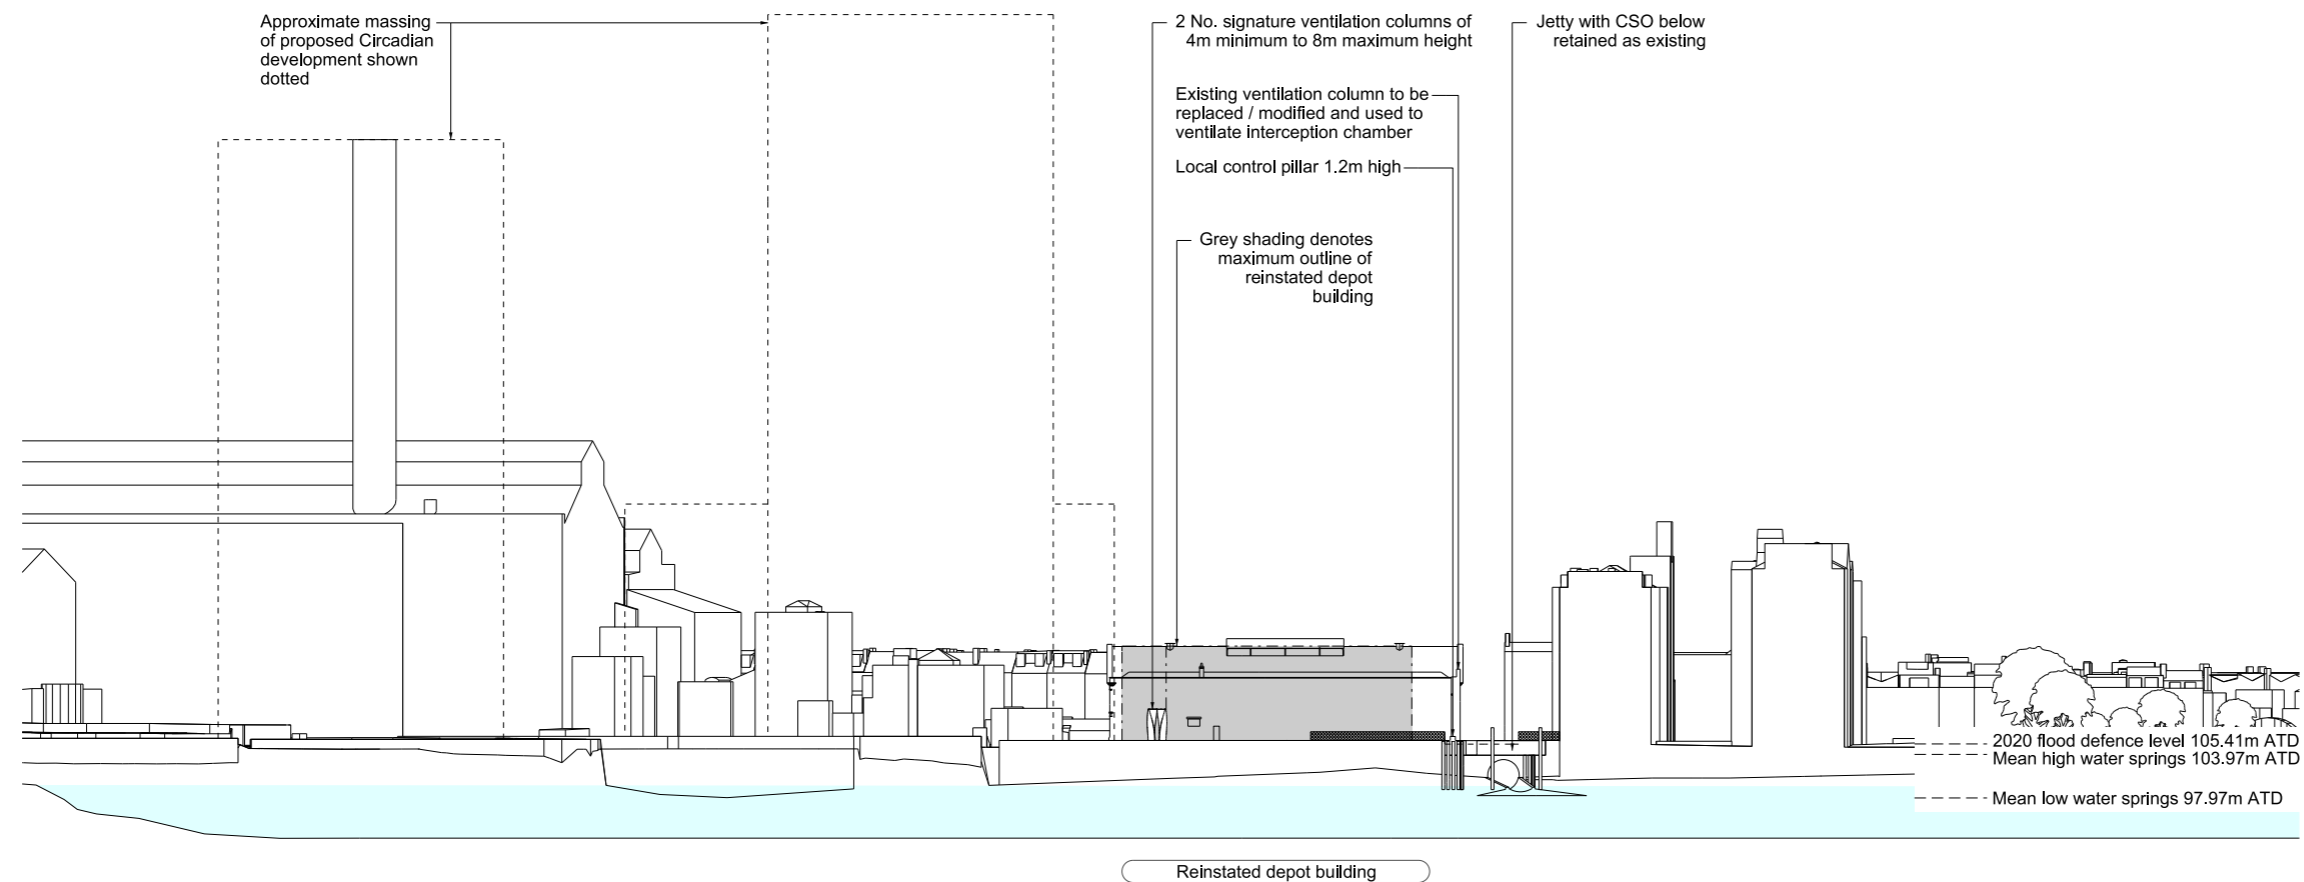 Approximate massing
of proposed Circadian
development shown
dotted
2 No. signature ventilation columns of
4m minimum to 8m maximum height
Existing ventilation column to be
replaced / modified and used to
ventilate interception chamber
Local control pillar 1.2m high
Grey shading denotes
maximum outline of
reinstated depot
building
Jetty with CSO below
retained as existing
2020 flood defence level 105.41m ATD
Mean high water springs 103.97m ATD
Mean low water springs 97.97m ATD
Reinstated depot building